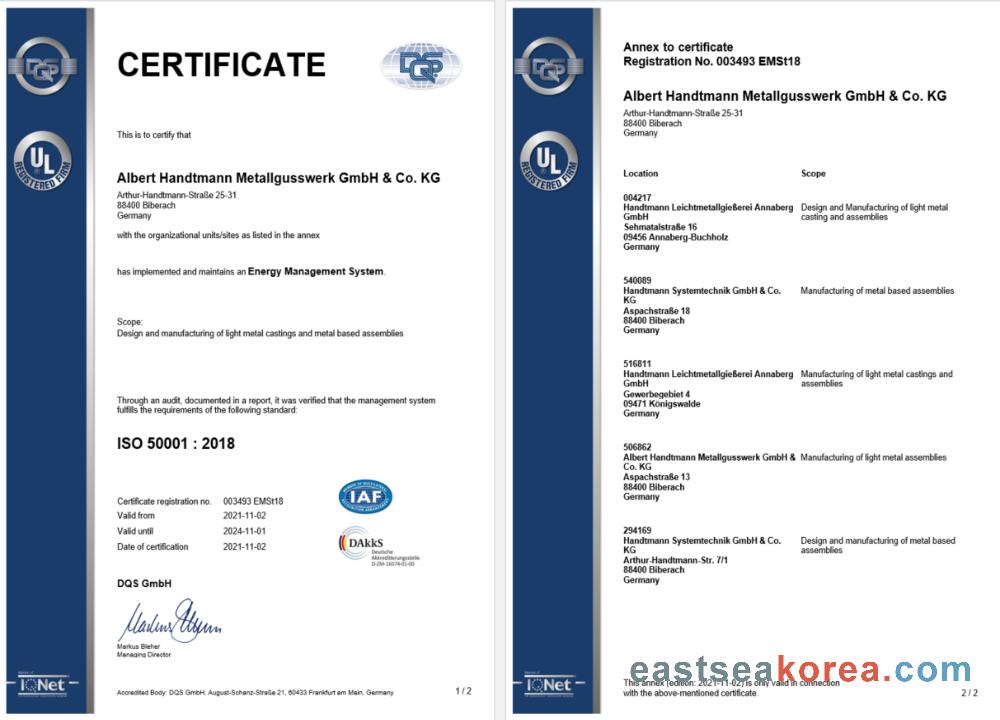 DQS
UL
REGISTERED FIRM
CERTIFICATE
DQS
This is to certify that
Albert Handtmann Metallgusswerk GmbH & Co. KG
Arthur-Handtmann-Straße 25-31
88400 Biberach
Germany
with the organizational units/sites as listed in the annex
has implemented and maintains an Energy Management System.
Scope:
Design and manufacturing of light metal castings and metal based assemblies
Through an audit, documented in a report, it was verified that the management system
fulfills the requirements of the following standard:
ISO 50001 : 2018
Certificate registration no. 003493 EMSt18
Valid from 2021-11-02
Valid until 2024-11-01
Date of certification 2021-11-02
IAF
DAkkS
Deutsche
Akkreditierungsstelle
D-ZM-16074-01-00
DQS GmbH
Markus Bleher
Managing Director
IQNet
Accredited Body: DQS GmbH, August-Schanz-Straße 21, 60433 Frankfurt am Main, Germany
1 / 2
DQS
UL
REGISTERED FIRM
Annex to certificate
Registration No. 003493 EMSt18
Albert Handtmann Metallgusswerk GmbH & Co. KG
Arthur-Handtmann-Straße 25-31
88400 Biberach
Germany
Location Scope
004217
Handtmann Leichtmetallgießerei Annaberg Design and Manufacturing of light metal
GmbH casting and assemblies
Sehmatalstraße 16
09456 Annaberg-Buchholz
Germany
540089
Handtmann Systemtechnik GmbH & Co. Manufacturing of metal based assemblies
KG
Aspachstraße 18
88400 Biberach
Germany
516811
Handtmann Leichtmetallgießerei Annaberg Manufacturing of light metal castings and
GmbH assemblies
Gewerbegebiet 4
09471 Königswalde
Germany
506862
Albert Handtmann Metallgusswerk GmbH & Manufacturing of light metal assemblies
Co. KG
Aspachstraße 13
88400 Biberach
Germany
294169
Handtmann Systemtechnik GmbH & Co. Design and manufacturing of metal based
KG assemblies
Arthur-Handtmann-Str. 7/1
88400 Biberach
Germany
eastseakorea.com
IQNet
This annex (edition: 2021-11-02) is only valid in connection
with the above-mentioned certificate.
2 / 2